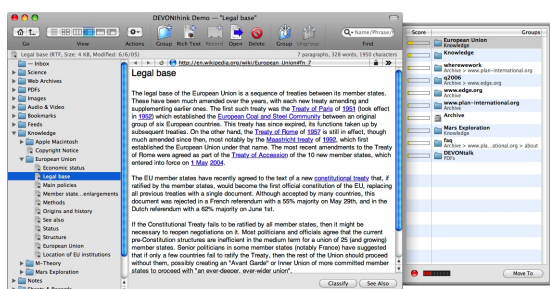 DEVONthink Demo — "Legal base"
Go
View
Actions
Group
Rich Text
Record
Open
Delete
Group
Ungroup
Find
Name/Phrase/
Legal base (RTF, Size: 4 KB, Modified: 6/6/05)
7 paragraphs, 328 words, 1950 characters
— Inbox
Science
Web Archives
PDFs
Images
Audio & Video
Bookmarks
Feeds
Knowledge
Apple Macintosh
Copyright Notice
European Union
Economic status
Legal base
Main policies
Member state...enlargements
Methods
Origins and history
See also
Status
Structure
European Union
Location of EU institutions
M-Theory
Mars Exploration
Notes
Sheets & Records
http://en.wikipedia.org/wiki/European_Union#fn_7
Legal base
The legal base of the European Union is a sequence of treaties between its member states.
These have been much amended over the years, with each new treaty amending and
supplementing earlier ones. The first such treaty was the Treaty of Paris of 1951 (took effect
in 1952) which established the European Coal and Steel Community between an original
group of six European countries. This treaty has since expired, its functions taken up by
subsequent treaties. On the other hand, the Treaty of Rome of 1957 is still in effect, though
much amended since then, most notably by the Maastricht treaty of 1992, which first
established the European Union under that name. The most recent amendments to the Treaty
of Rome were agreed as part of the Treaty of Accession of the 10 new member states, which
entered into force on 1 May 2004.
The EU member states have recently agreed to the text of a new constitutional treaty that, if
ratified by the member states, would become the first official constitution of the EU, replacing
all previous treaties with a single document. Although accepted by many countries, this
document was rejected in a French referendum with a 55% majority on May 29th, and in the
Dutch referendum with a 62% majority on June 1st.
If the Constitutional Treaty fails to be ratified by all member states, then it might be
necessary to reopen negotiations on it. Most politicians and officials agree that the current
pre-Constitution structures are inefficient in the medium term for a union of 25 (and growing)
member states. Senior politicians in some member states (notably France) have suggested
that if only a few countries fail to ratify the Treaty, then the rest of the Union should proceed
without them, possibly creating an "Avant Garde" or Inner Union of more committed member
states to proceed with "an ever-deeper, ever-wider union".
Classify
See Also
Score
Groups
European Union
Knowledge
Knowledge
wherewework
Archive > www.plan-international.org
q2006
Archive > www.plan-international.org
www.edge.org
Archive
www.plan-international.org
Archive
Archive
Mars Exploration
Knowledge
faq
Archive > www.pla...ational.org > about
DEVONtalk
PDFs
Move To